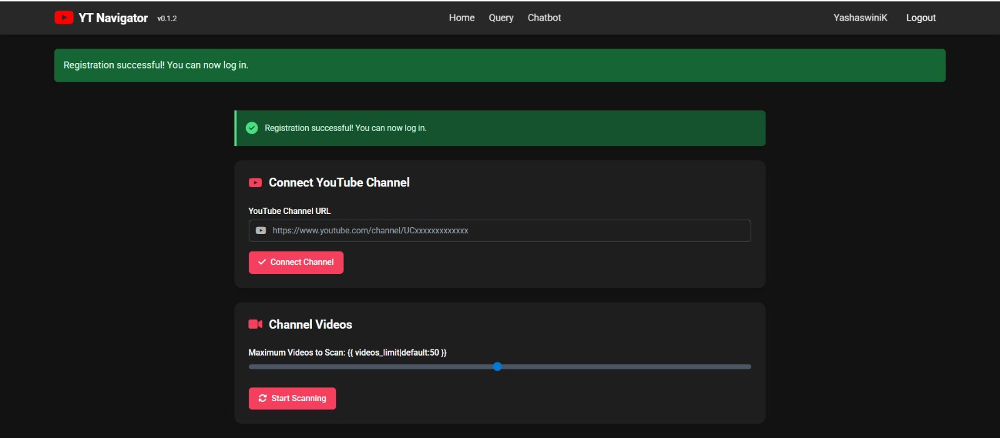 YT Navigator v0.1.2 Home Query Chatbot YashaswiniK Logout
Registration successful! You can now log in.
Registration successful! You can now log in.
Connect YouTube Channel
YouTube Channel URL
https://www.youtube.com/channel/UCxxxxxxxxxxxxx
Connect Channel
Channel Videos
Maximum Videos to Scan: {{ videos_limit|default:50 }}
Start Scanning